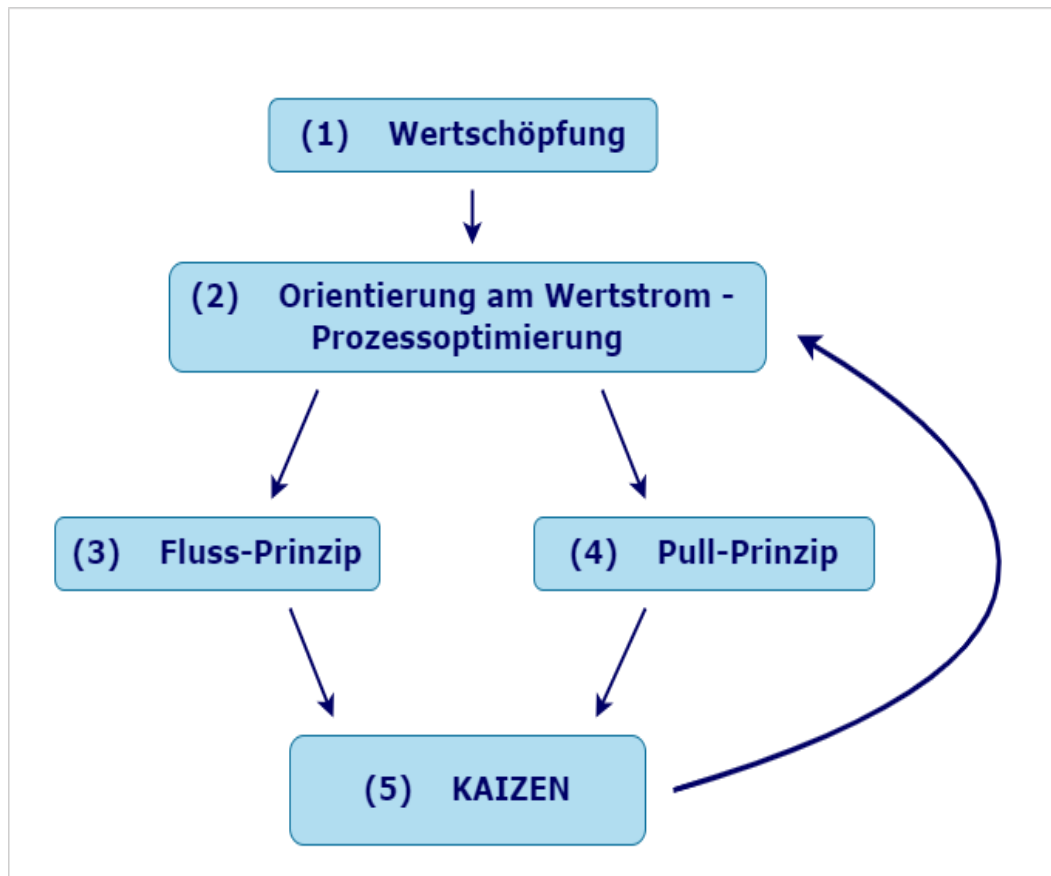 (1) Wertschöpfung
(2) Orientierung am Wertstrom -
Prozessoptimierung
(3) Fluss-Prinzip
(4) Pull-Prinzip
(5) KAIZEN